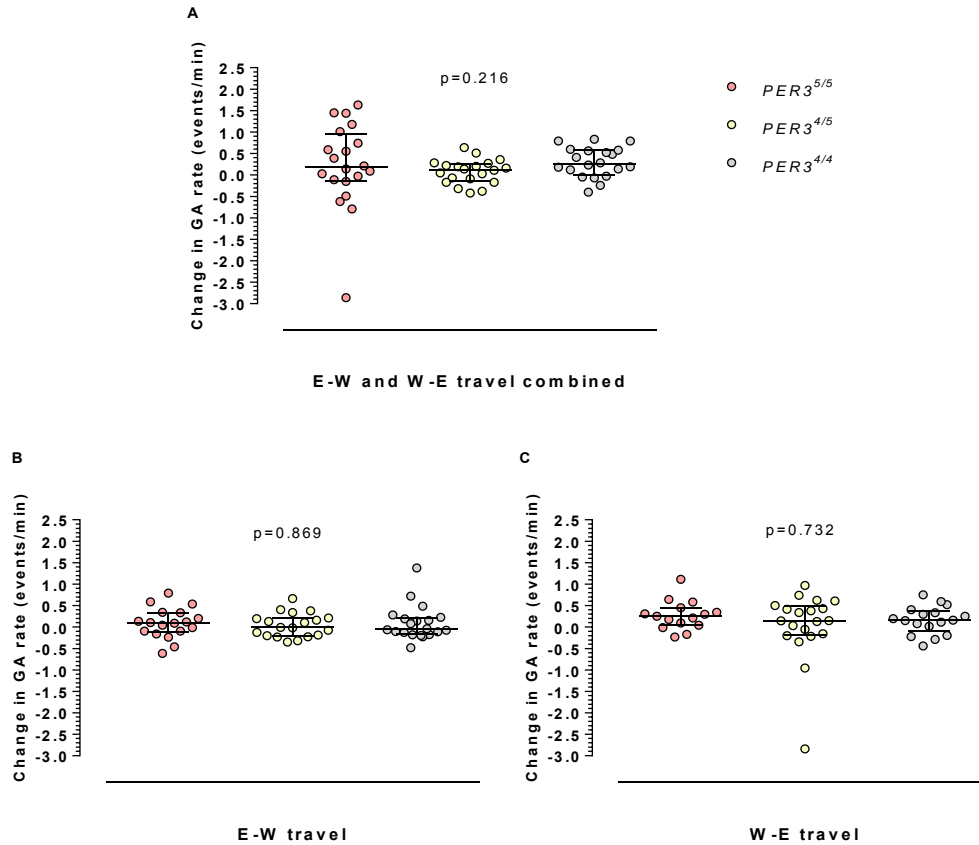 A
Change in GA rate (events/min)
2.5
2.0
1.5
1.0
0.5
0.0
-0.5
-1.0
-1.5
-2.0
-2.5
-3.0
p=0.216
PER3^5/5
PER3^4/5
PER3^4/4
E-W and W-E travel combined
B
Change in GA rate (events/min)
2.5
2.0
1.5
1.0
0.5
0.0
-0.5
-1.0
-1.5
-2.0
-2.5
-3.0
p=0.869
E-W travel
C
Change in GA rate (events/min)
2.5
2.0
1.5
1.0
0.5
0.0
-0.5
-1.0
-1.5
-2.0
-2.5
-3.0
p=0.732
W-E travel